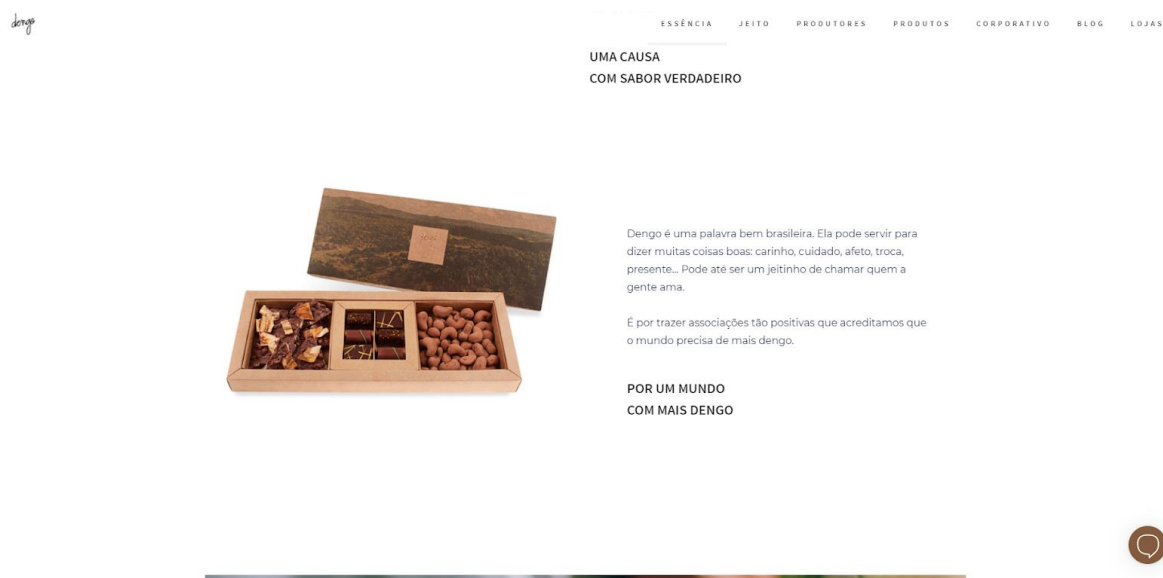 dengo
ESSÊNCIA JEITO PRODUTORES PRODUTOS CORPORATIVO BLOG LOJAS
UMA CAUSA
COM SABOR VERDADEIRO
Dengo é uma palavra bem brasileira. Ela pode servir para
dizer muitas coisas boas: carinho, cuidado, afeto, troca,
presente... Pode até ser um jeitinho de chamar quem a
gente ama.
É por trazer associações tão positivas que acreditamos que
o mundo precisa de mais dengo.
POR UM MUNDO
COM MAIS DENGO